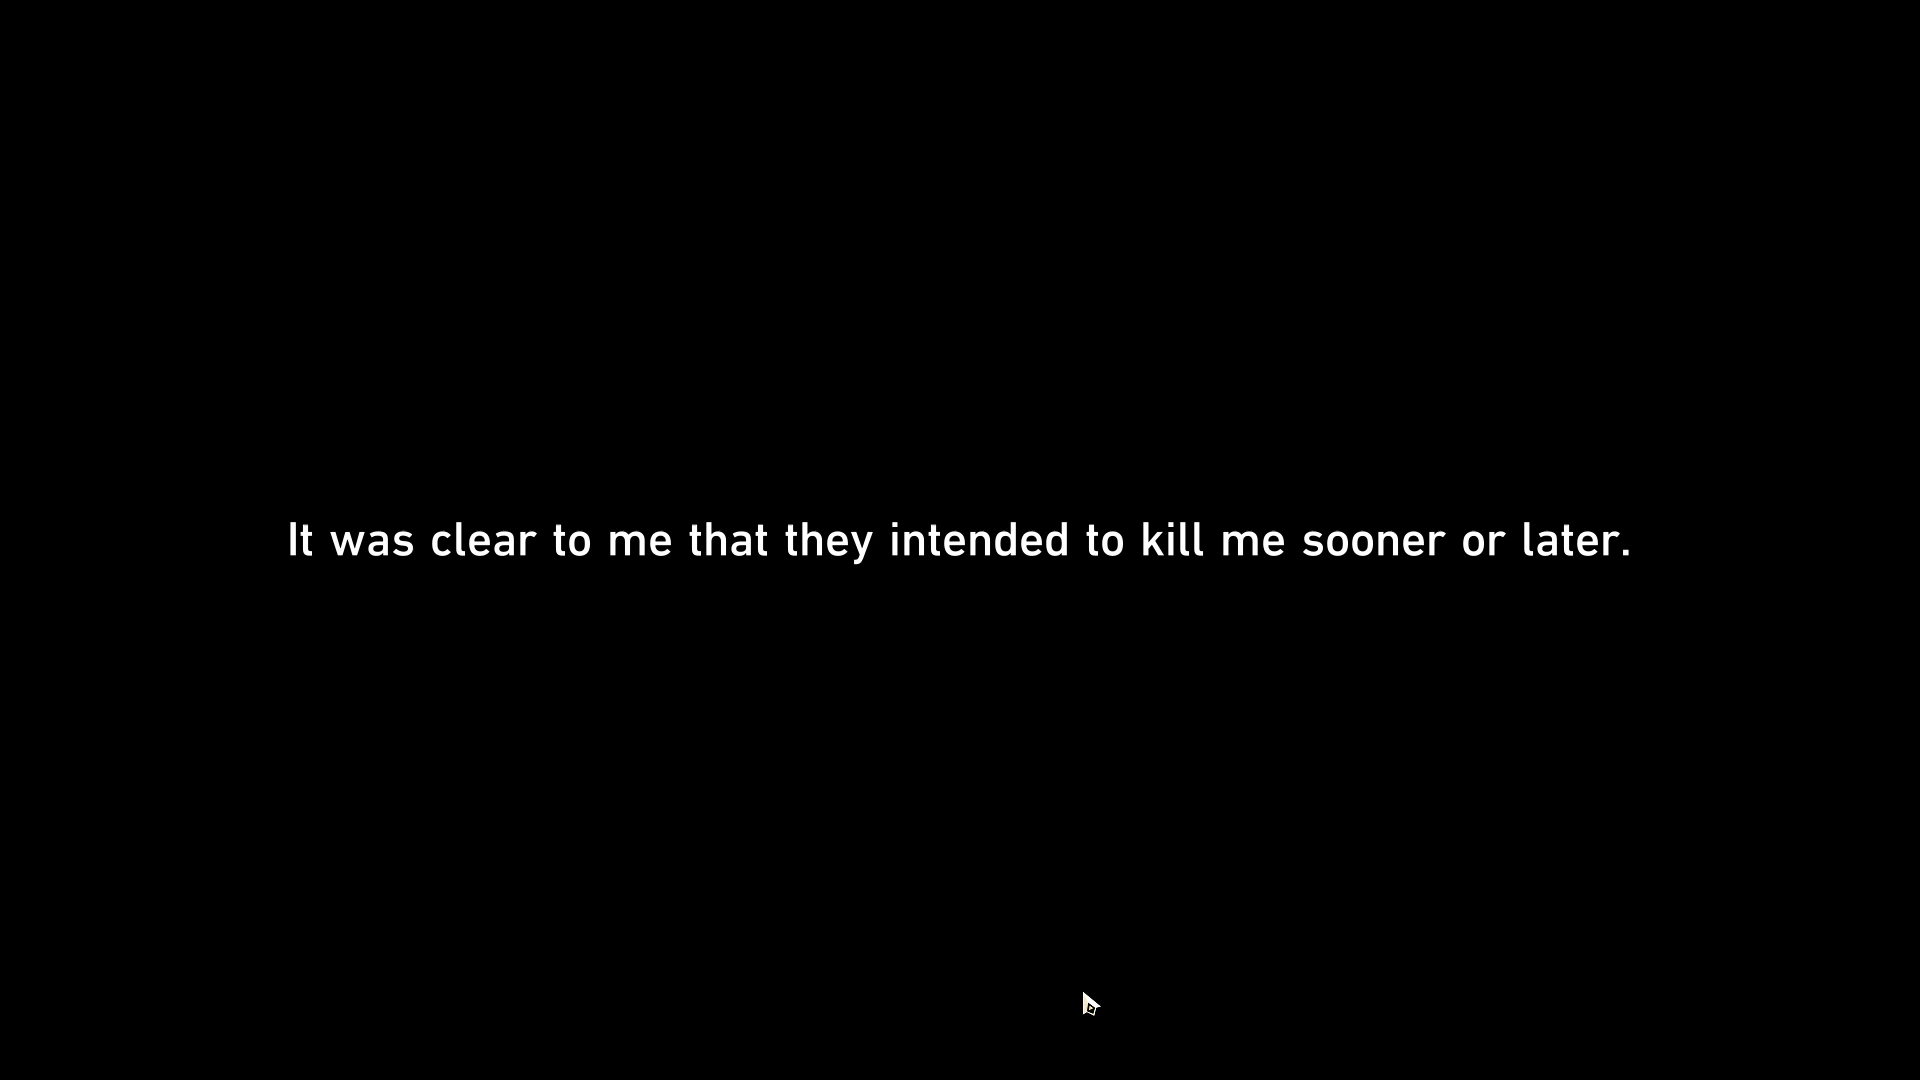 It was clear to me that they intended to kill me sooner or later.